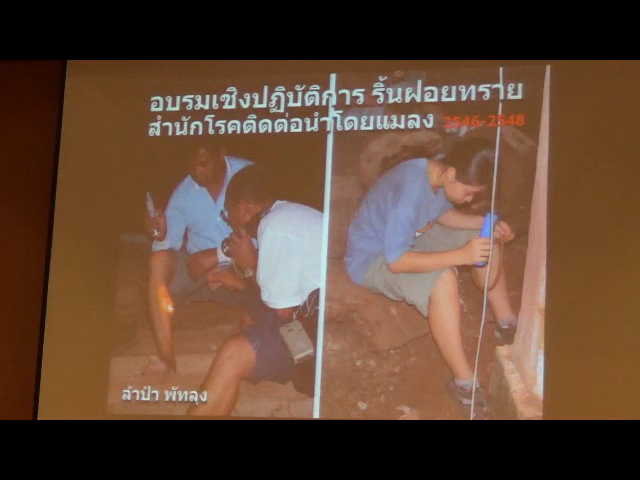 อบรมเชิงปฏิบัติการ ริ้นฝอยทราย
สำนักโรคติดต่อนำโดยแมลง 2546-2548
ลำป๋า พัทลุง